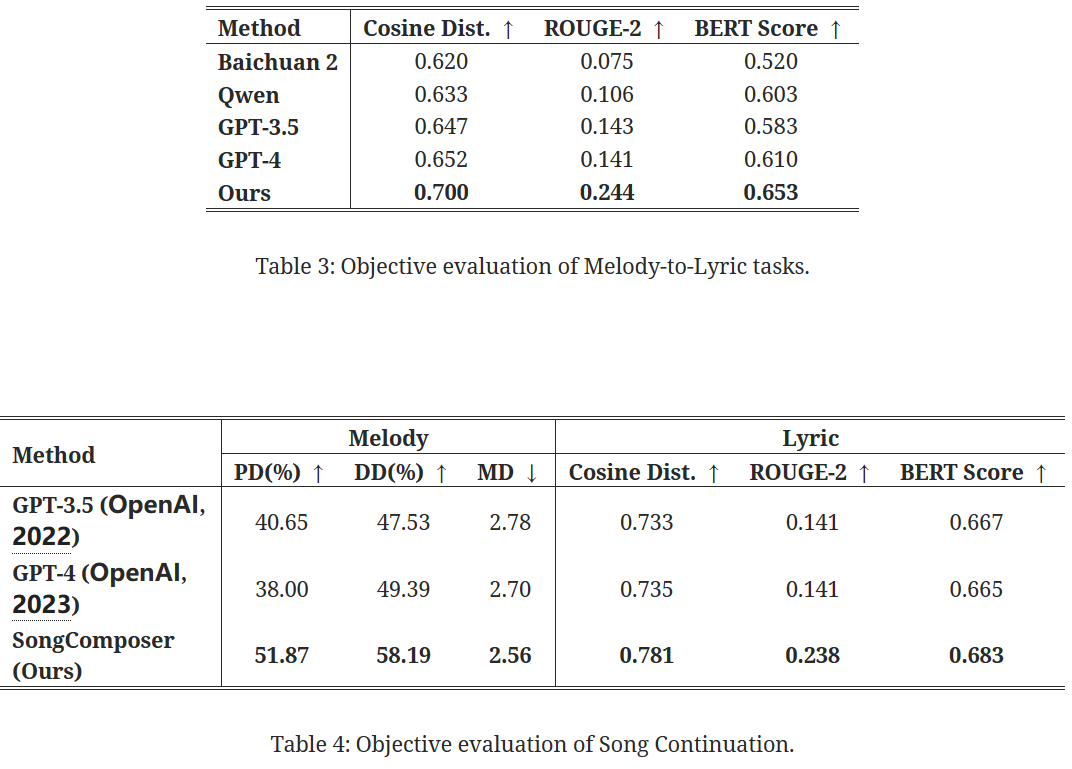 Method Cosine Dist. ↑ ROUGE-2 ↑ BERT Score ↑
Baichuan 2 0.620 0.075 0.520
Qwen 0.633 0.106 0.603
GPT-3.5 0.647 0.143 0.583
GPT-4 0.652 0.141 0.610
Ours 0.700 0.244 0.653
Table 3: Objective evaluation of Melody-to-Lyric tasks.
Method Melody Lyric
PD(%) ↑ DD(%) ↑ MD ↓ Cosine Dist. ↑ ROUGE-2 ↑ BERT Score ↑
GPT-3.5 (OpenAI,
2022) 40.65 47.53 2.78 0.733 0.141 0.667
GPT-4 (OpenAI,
2023) 38.00 49.39 2.70 0.735 0.141 0.665
SongComposer
(Ours) 51.87 58.19 2.56 0.781 0.238 0.683
Table 4: Objective evaluation of Song Continuation.